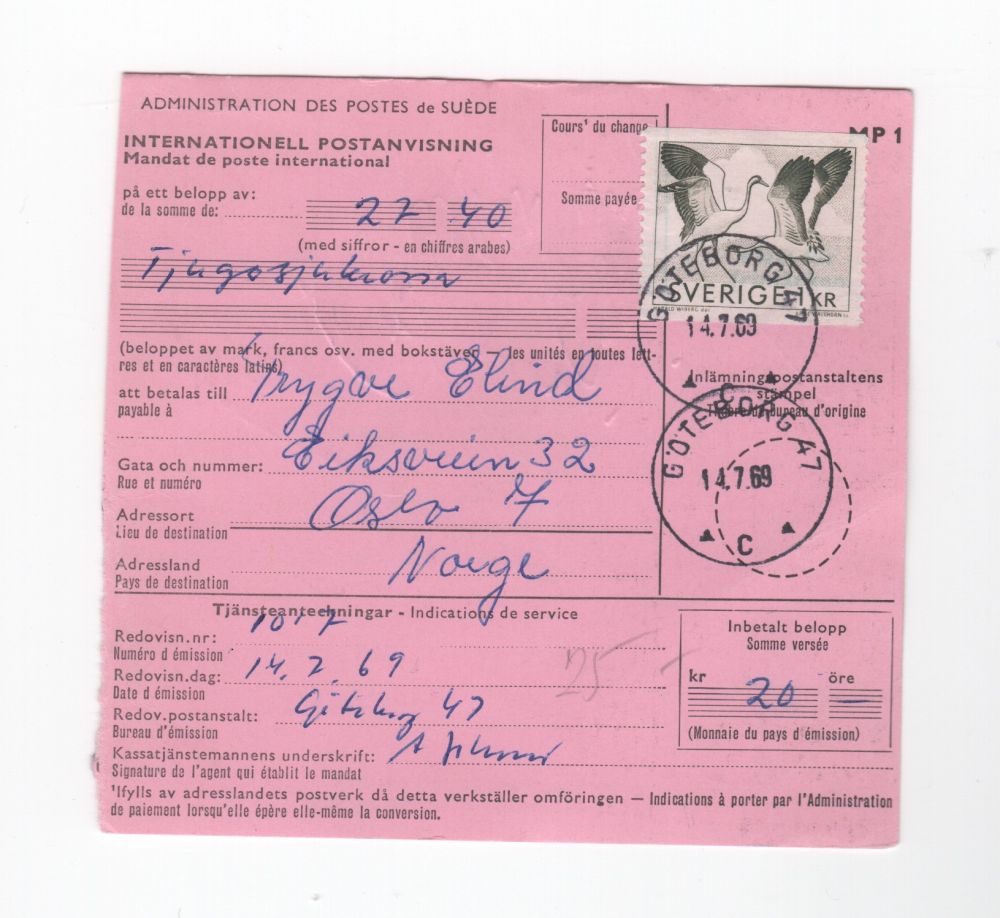 ADMINISTRATION DES POSTES de SUÈDE
INTERNATIONELL POSTANVISNING
Mandat de poste international
MP 1
Cours¹ du change
Somme payée
på ett belopp av:
de la somme de: 27 40
(med siffror - en chiffres arabes)
(beloppet av mark, francs osv. med bokstäver les unités en toutes lett-
res et en caractères latins)
att betalas till Trygve Elind
payable à
Gata och nummer: Eiksveien 32
Rue et numéro
Adressort Oslo 7
Lieu de destination
Adressland Norge
Pays de destination
SVERIGE 1 KR
GÖTEBORG 47
14.7.69
C
Inlämningspostanstaltens
stämpel
Timbre du bureau d'origine
GÖTEBORG 47
14.7.69
C
Tjänsteanteckningar - Indications de service
Redovisn.nr: 1017
Numéro d émission
Redovisn.dag: 14.7.69
Date d émission
Redov.postanstalt: Göteborg 47
Bureau d'émission
Kassatjänstemannens underskrift:
Signature de l'agent qui établit le mandat
25 -
Inbetalt belopp
Somme versée
kr öre
20 —
(Monnaie du pays d'émission)
¹Ifylls av adresslandets postverk då detta verkställer omföringen — Indications à porter par l'Administration
de paiement lorsqu'elle épère elle-même la conversion.